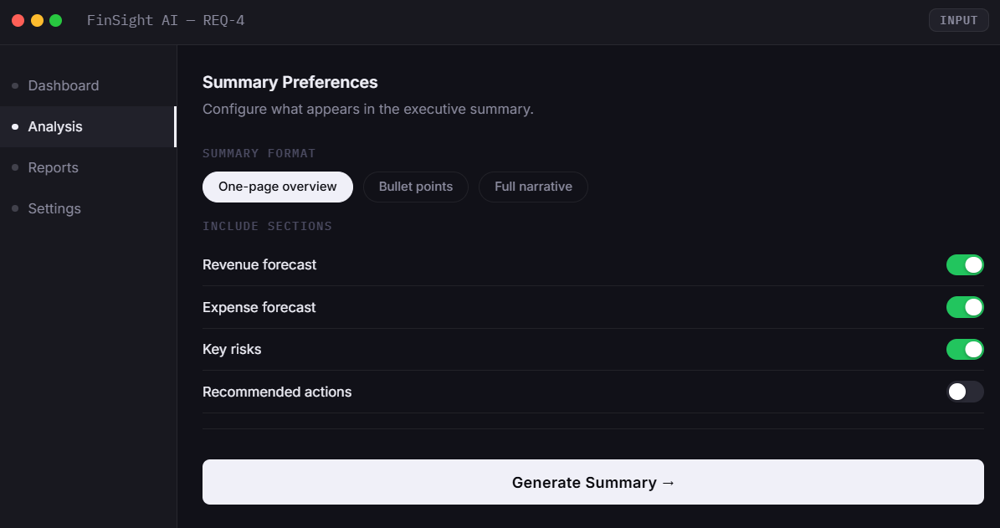 FinSight AI — REQ-4
INPUT
Dashboard
Analysis
Reports
Settings
Summary Preferences
Configure what appears in the executive summary.
SUMMARY FORMAT
One-page overview
Bullet points
Full narrative
INCLUDE SECTIONS
Revenue forecast
Expense forecast
Key risks
Recommended actions
Generate Summary →